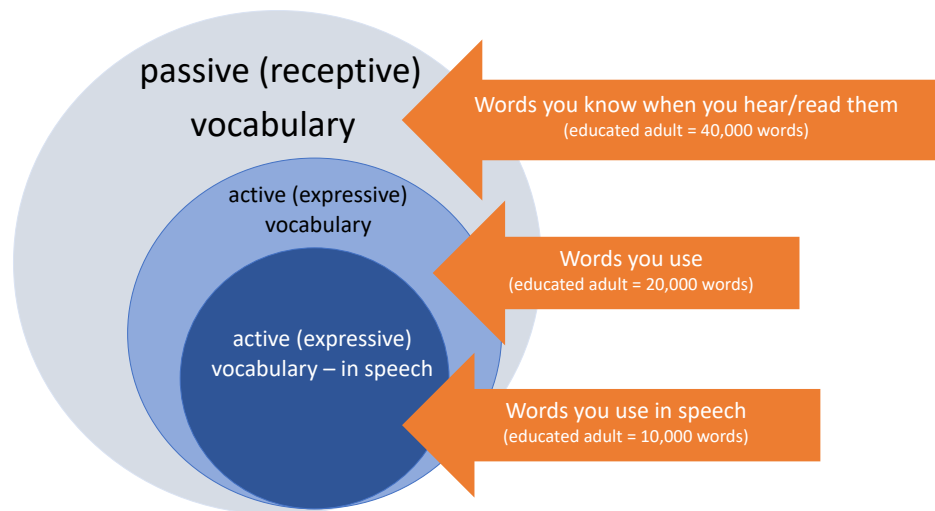 passive (receptive)
vocabulary
Words you know when you hear/read them
(educated adult = 40,000 words)
active (expressive)
vocabulary
Words you use
(educated adult = 20,000 words)
active (expressive)
vocabulary – in speech
Words you use in speech
(educated adult = 10,000 words)